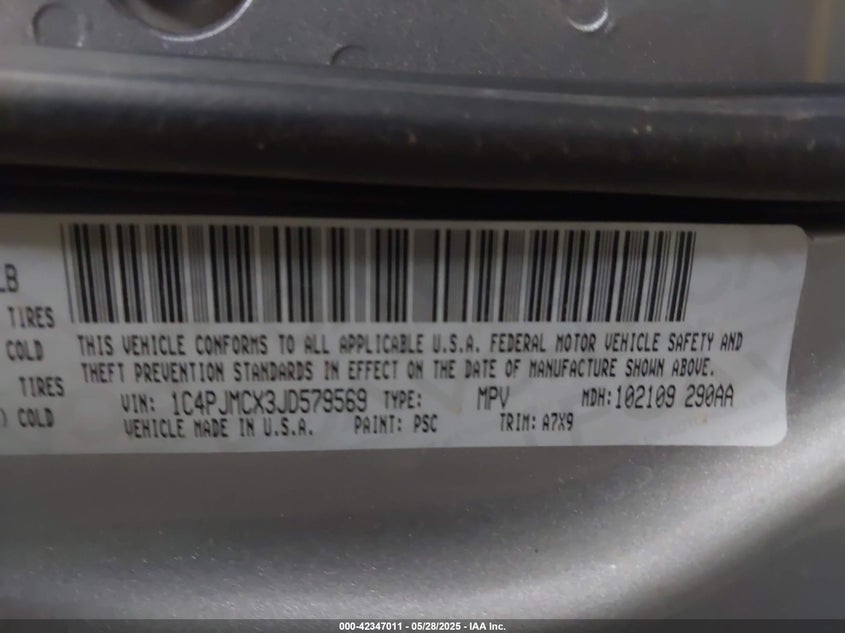 LB
TIRES
COLD
TIRES
) COLD
THIS VEHICLE CONFORMS TO ALL APPLICABLE U.S.A. FEDERAL MOTOR VEHICLE SAFETY AND
THEFT PREVENTION STANDARDS IN EFFECT ON THE DATE OF MANUFACTURE SHOWN ABOVE.
VIN: 1C4PJMCX3JD579569 TYPE: MPV MDH:102109 290AA
VEHICLE MADE IN U.S.A. PAINT: PSC TRIM: A7X9
000-42347011 - 05/28/2025 - IAA Inc.